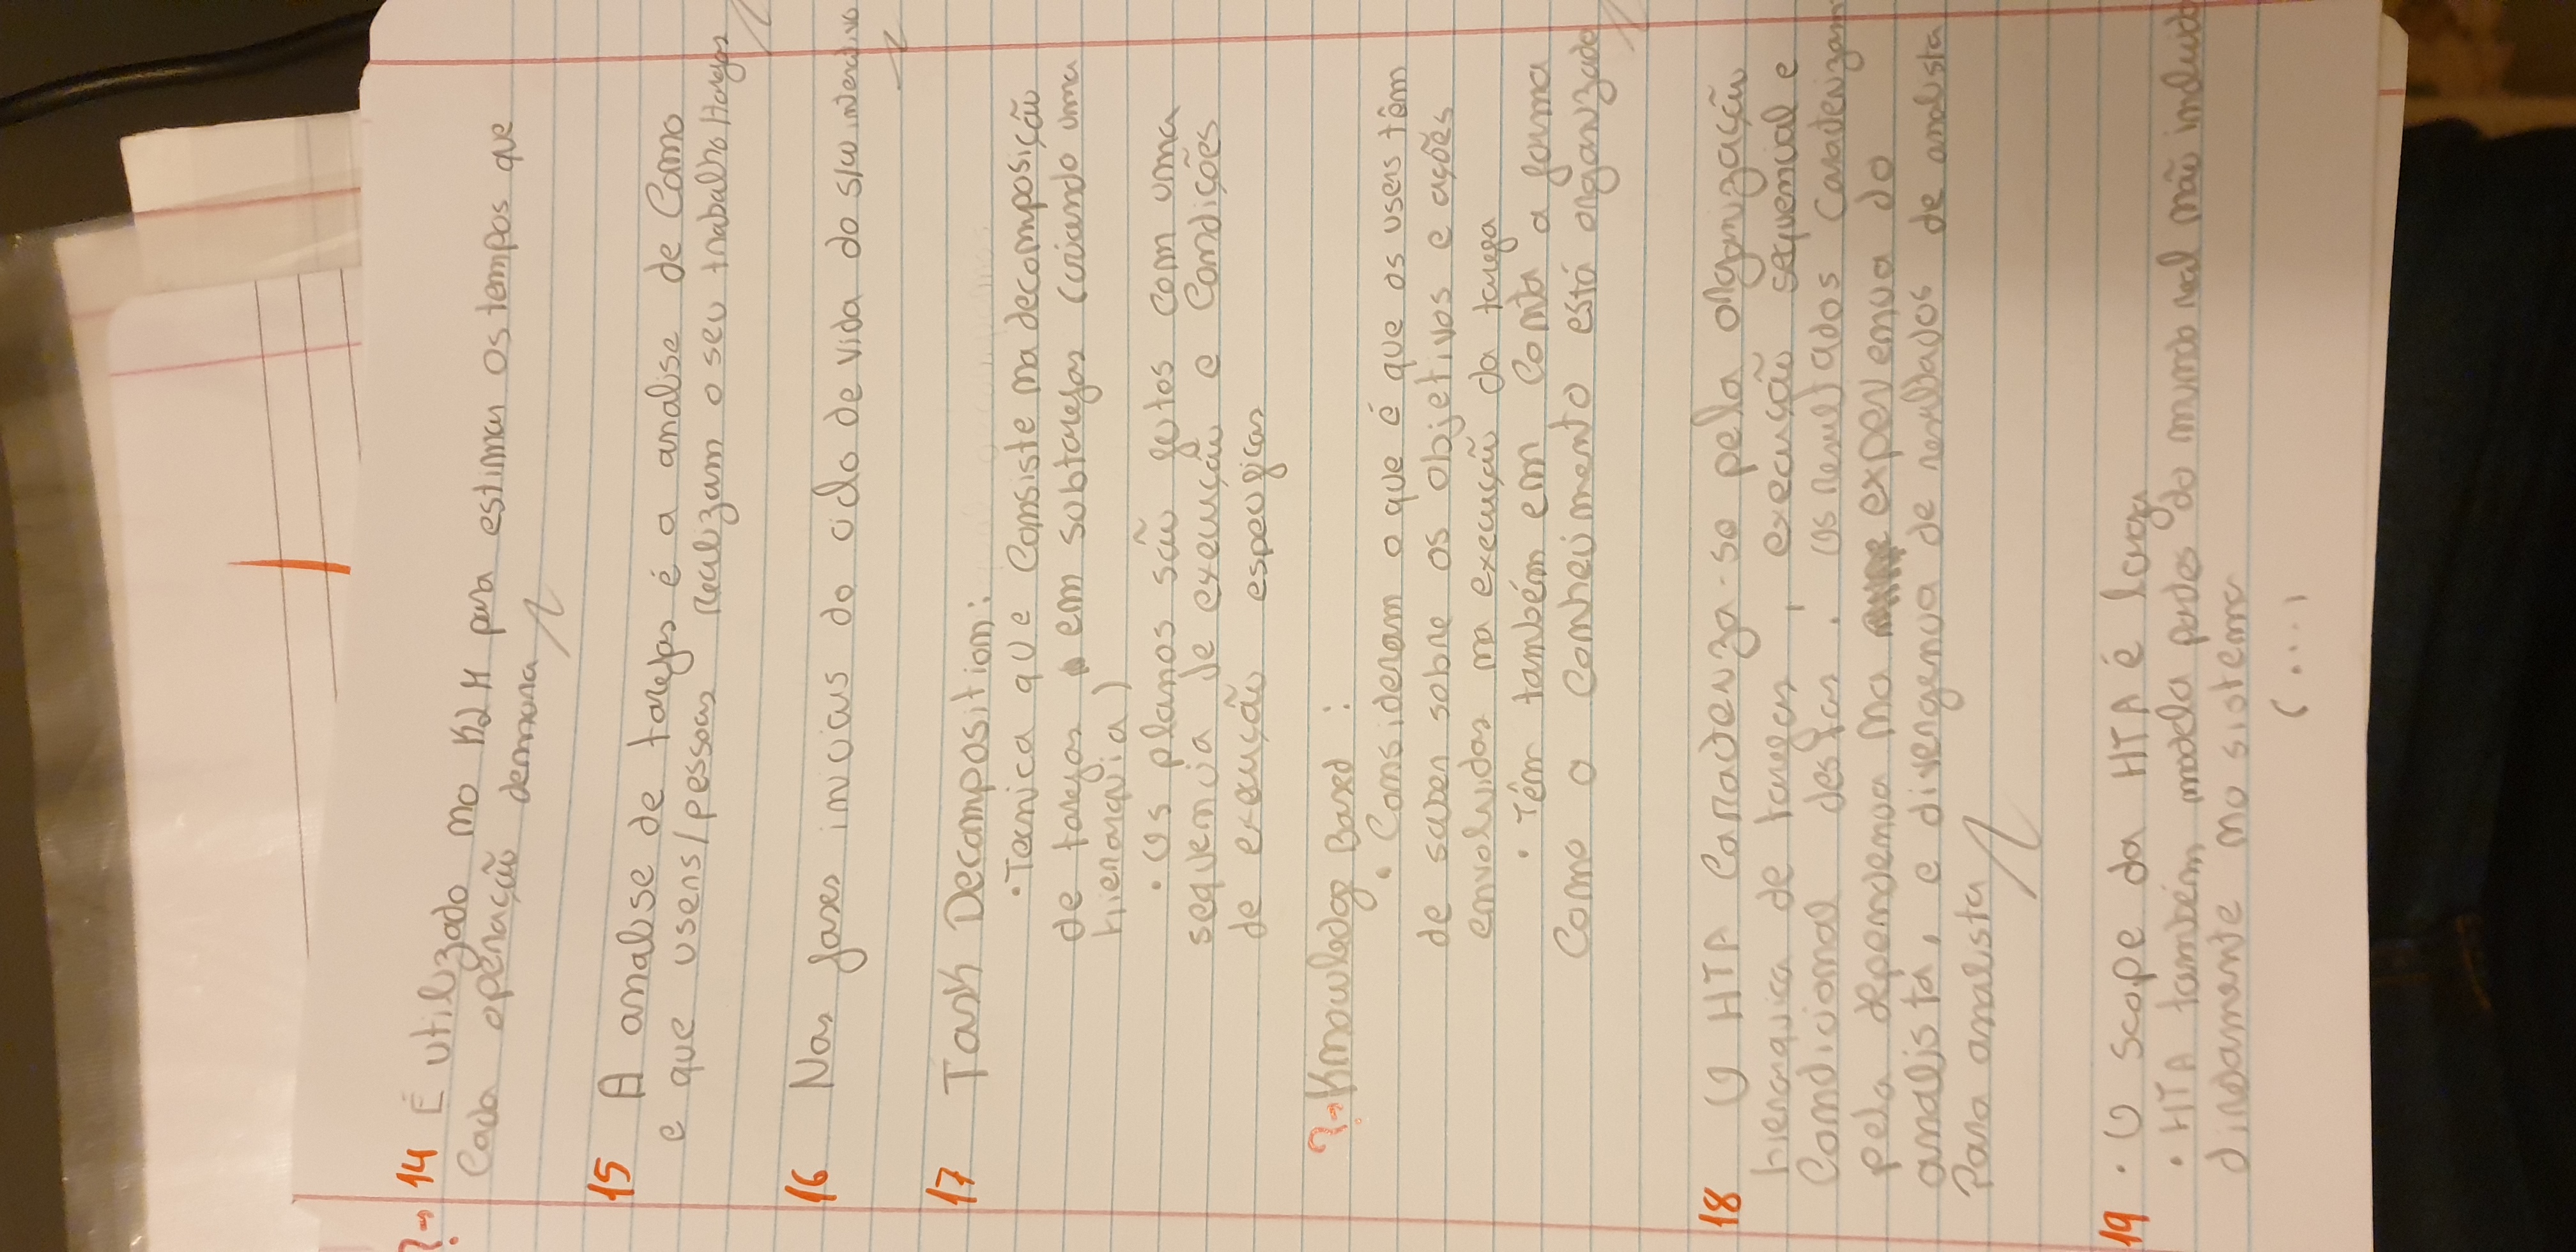 ?→ 14 É utilizado no KLM para estimar os tempos que
Cada operação demora
15 A analise de tarefas é a analise de Como
e que users/pessoas realizam o seu trabalho/tarefas
16 Nas fases iniciais do ciclo de vida do s/w interativo
17 Task Decomposition:
• Tecnica que Consiste na decomposição
de tarefas em subtarefas (criando uma
hierarquia)
• Os planos são feitos com uma
sequencia de execução e Condições
de execução especificas
?→ Knowledge Based :
• Consideram o que é que os users têm
de saber sobre os objetivos e ações
envolvidas na execução da tarefa
• Têm também em Conta a forma
Como o Conhecimento está organizado
18 O HTA Caracteriza-se pela organização
hierarquica de tarefas, execução sequencial e
Condicional destas. Os resultados Caracterizam
pela dependencia na experiencia do
analista, e divergencia de resultados de analista
Para analista
19 • O scope da HTA é larga
• HTA também modela partes do mundo real não incluido
diretamente no sistema
(...)